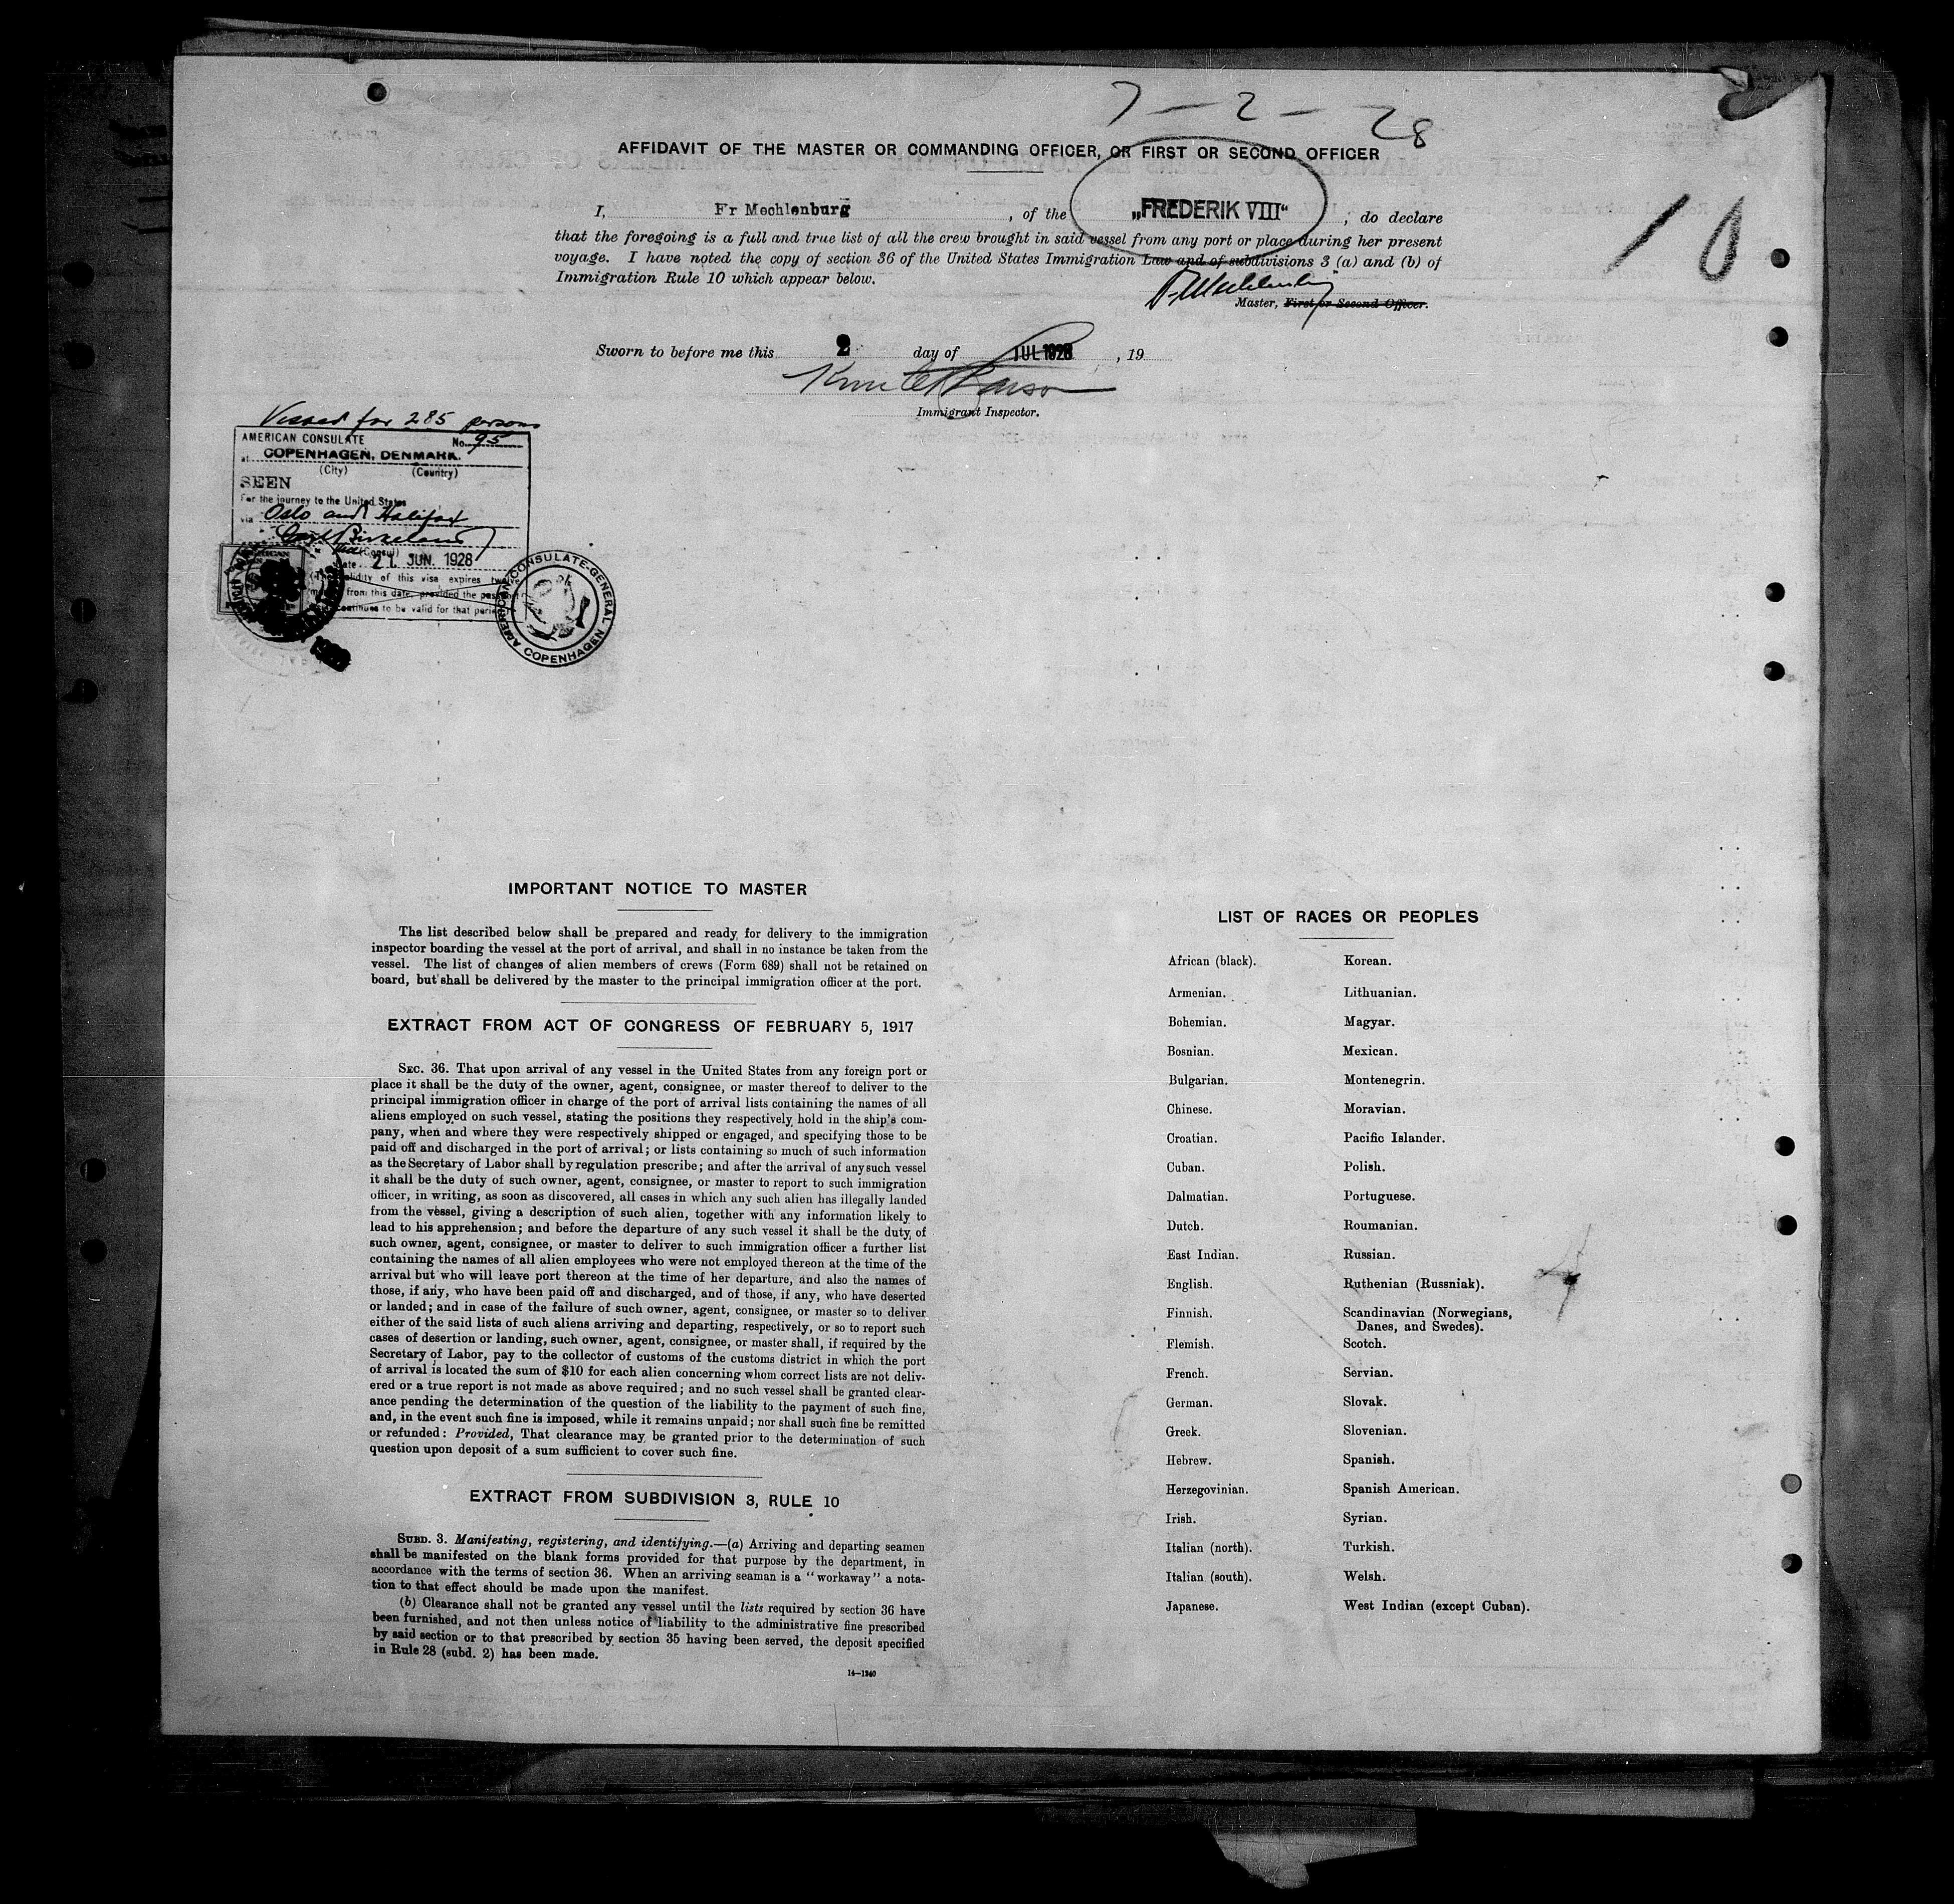 7-2-28
AFFIDAVIT OF THE MASTER OR COMMANDING OFFICER, OR FIRST OR SECOND OFFICER
10
I, Fr Mechlenburg, of the „FREDERIK VIII“, do declare
that the foregoing is a full and true list of all the crew brought in said vessel from any port or place during her present
voyage. I have noted the copy of section 36 of the United States Immigration Law and of subdivisions 3 (a) and (b) of
Immigration Rule 10 which appear below.
Fr Mechlenburg
Master, First or Second Officer.
Sworn to before me this 2 day of JUL 1928, 19
Immigrant Inspector.
Vissed for 285 persons
AMERICAN CONSULATE No. 95
at COPENHAGEN, DENMARK.
(City) (Country)
SEEN
For the journey to the United States
via Oslo and Halifax
(Consul)
Date 21. JUN. 1928
(The validity of this visa expires
from this date, provided the
continues to be valid for that period
AMERICAN CONSULATE-GENERAL
COPENHAGEN
IMPORTANT NOTICE TO MASTER
The list described below shall be prepared and ready for delivery to the immigration
inspector boarding the vessel at the port of arrival, and shall in no instance be taken from the
vessel. The list of changes of alien members of crews (Form 689) shall not be retained on
board, but shall be delivered by the master to the principal immigration officer at the port.
EXTRACT FROM ACT OF CONGRESS OF FEBRUARY 5, 1917
SEC. 36. That upon arrival of any vessel in the United States from any foreign port or
place it shall be the duty of the owner, agent, consignee, or master thereof to deliver to the
principal immigration officer in charge of the port of arrival lists containing the names of all
aliens employed on such vessel, stating the positions they respectively hold in the ship's com-
pany, when and where they were respectively shipped or engaged, and specifying those to be
paid off and discharged in the port of arrival; or lists containing so much of such information
as the Secretary of Labor shall by regulation prescribe; and after the arrival of any such vessel
it shall be the duty of such owner, agent, consignee, or master to report to such immigration
officer, in writing, as soon as discovered, all cases in which any such alien has illegally landed
from the vessel, giving a description of such alien, together with any information likely to
lead to his apprehension; and before the departure of any such vessel it shall be the duty of
such owner, agent, consignee, or master to deliver to such immigration officer a further list
containing the names of all alien employees who were not employed thereon at the time of the
arrival but who will leave port thereon at the time of her departure, and also the names of
those, if any, who have been paid off and discharged, and of those, if any, who have deserted
or landed; and in case of the failure of such owner, agent, consignee, or master so to deliver
either of the said lists of such aliens arriving and departing, respectively, or so to report such
cases of desertion or landing, such owner, agent, consignee, or master shall, if required by the
Secretary of Labor, pay to the collector of customs of the customs district in which the port
of arrival is located the sum of $10 for each alien concerning whom correct lists are not deliv-
ered or a true report is not made as above required; and no such vessel shall be granted clear-
ance pending the determination of the question of the liability to the payment of such fine,
and, in the event such fine is imposed, while it remains unpaid; nor shall such fine be remitted
or refunded: Provided, That clearance may be granted prior to the determination of such
question upon deposit of a sum sufficient to cover such fine.
EXTRACT FROM SUBDIVISION 3, RULE 10
SUBD. 3. Manifesting, registering, and identifying.—(a) Arriving and departing seamen
shall be manifested on the blank forms provided for that purpose by the department, in
accordance with the terms of section 36. When an arriving seaman is a "workaway" a nota-
tion to that effect should be made upon the manifest.
(b) Clearance shall not be granted any vessel until the lists required by section 36 have
been furnished, and not then unless notice of liability to the administrative fine prescribed
by said section or to that prescribed by section 35 having been served, the deposit specified
in Rule 28 (subd. 2) has been made.
14—1240
LIST OF RACES OR PEOPLES
African (black).
Armenian.
Bohemian.
Bosnian.
Bulgarian.
Chinese.
Croatian.
Cuban.
Dalmatian.
Dutch.
East Indian.
English.
Finnish.
Flemish.
French.
German.
Greek.
Hebrew.
Herzegovinian.
Irish.
Italian (north).
Italian (south).
Japanese.
Korean.
Lithuanian.
Magyar.
Mexican.
Montenegrin.
Moravian.
Pacific Islander.
Polish.
Portuguese.
Roumanian.
Russian.
Ruthenian (Russniak).
Scandinavian (Norwegians,
Danes, and Swedes).
Scotch.
Servian.
Slovak.
Slovenian.
Spanish.
Spanish American.
Syrian.
Turkish.
Welsh.
West Indian (except Cuban).